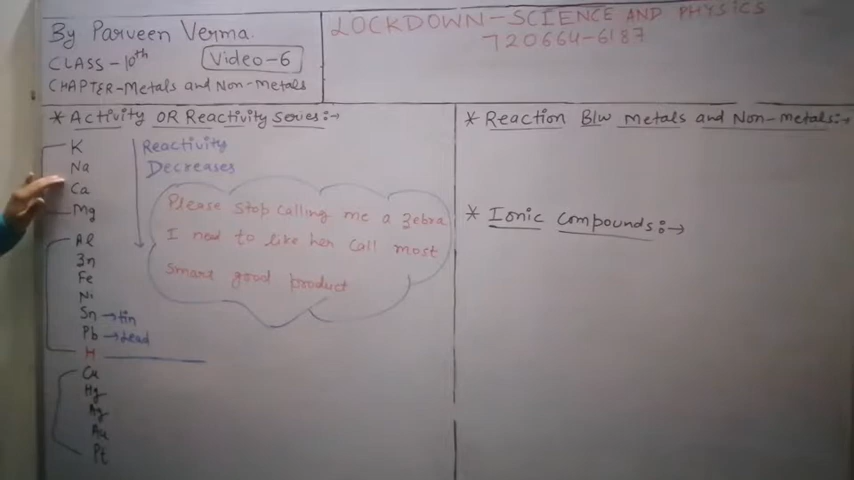 By Parveen Verma.
CLASS - 10th
Video-6
CHAPTER-Metals and Non-Metals
LOCKDOWN-SCIENCE AND PHYSICS
720664-6187
* Activity OR Reactivity Series:→
K
Na
Ca
Mg
Al
Zn
Fe
Ni
Sn → tin
Pb → Lead
H
Cu
Hg
Ag
Au
Pt
Reactivity
Decreases
Please stop calling me a zebra
I nad to like her call most
smart good product
* Reaction B/w Metals and Non-metals:→
* Ionic compounds:→